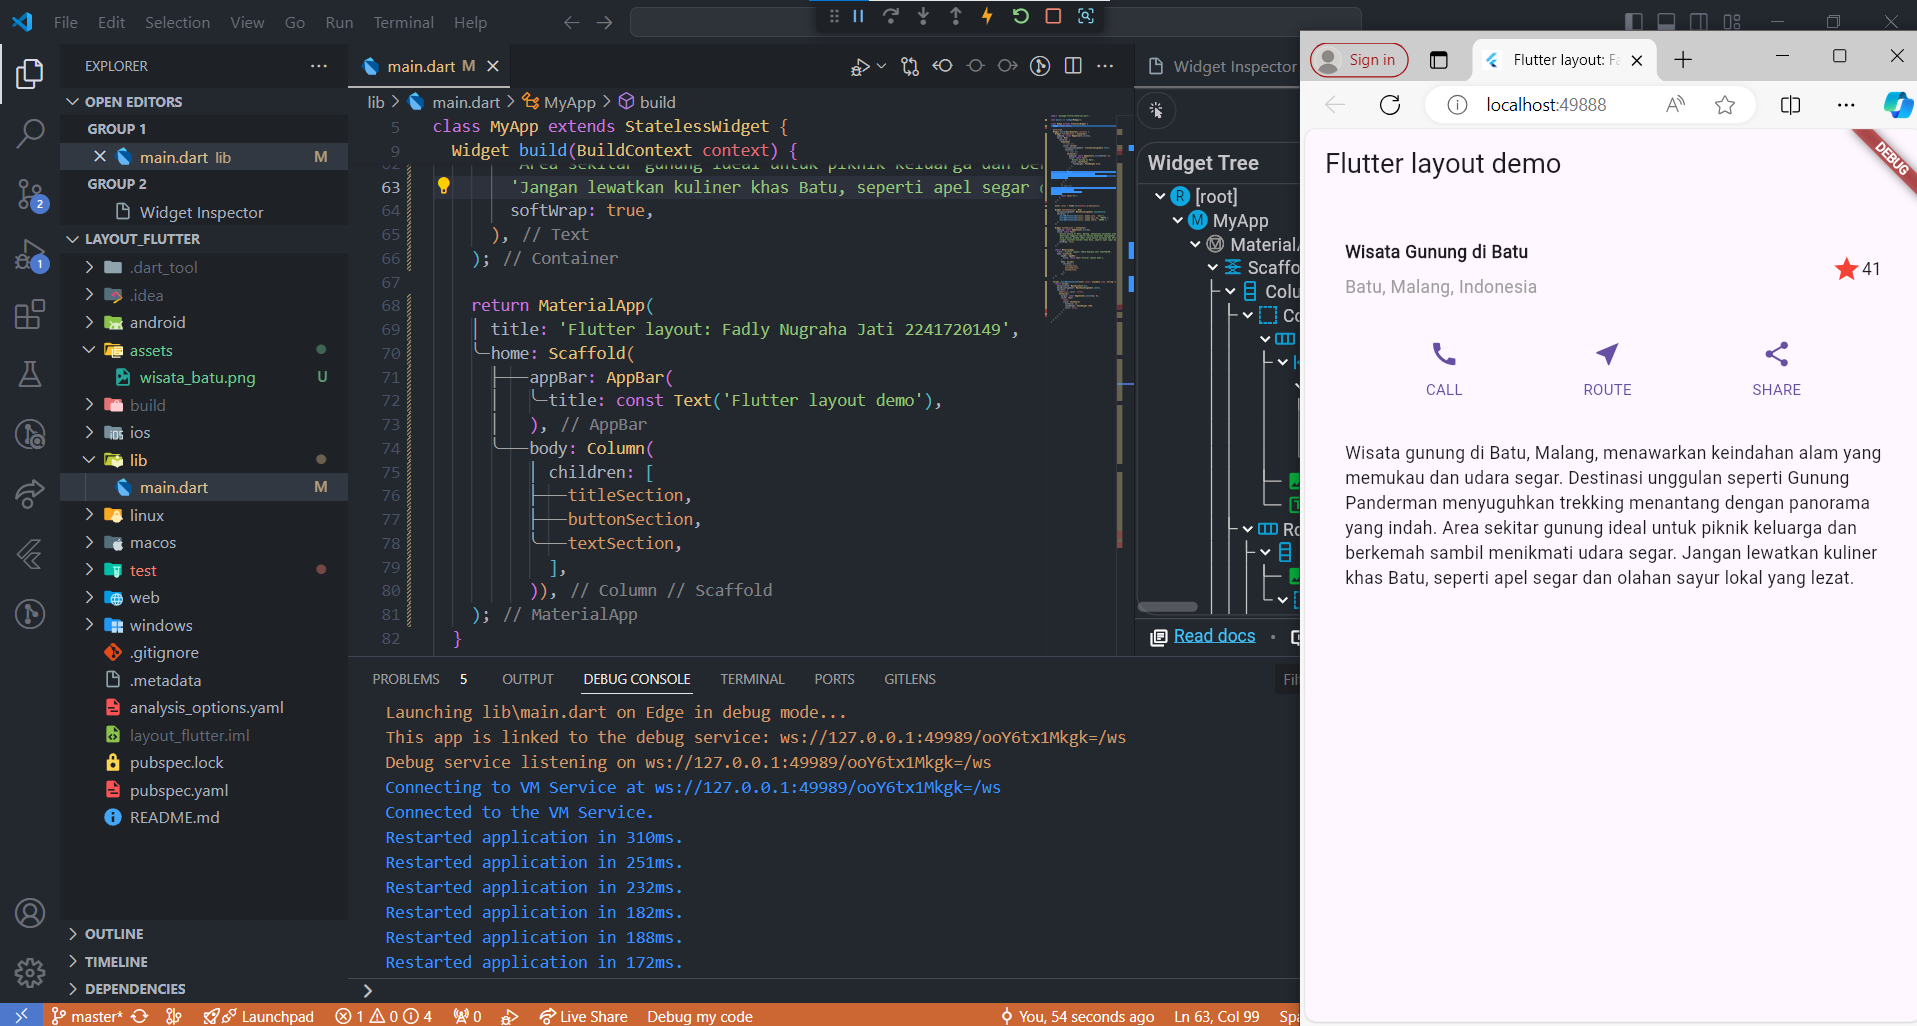 File Edit Selection View Go Run Terminal Help
EXPLORER
OPEN EDITORS
GROUP 1
main.dart lib M
GROUP 2
Widget Inspector
LAYOUT_FLUTTER
.dart_tool
.idea
android
assets
wisata_batu.png U
build
ios
lib
main.dart M
linux
macos
test
web
windows
.gitignore
.metadata
analysis_options.yaml
layout_flutter.iml
pubspec.lock
pubspec.yaml
README.md
OUTLINE
TIMELINE
DEPENDENCIES
2
1
main.dart M
lib > main.dart > MyApp > build
5 class MyApp extends StatelessWidget {
9 Widget build(BuildContext context) {
63 'Jangan lewatkan kuliner khas Batu, seperti apel segar
64 softWrap: true,
65 ), // Text
66 ); // Container
67
68 return MaterialApp(
69 title: 'Flutter layout: Fadly Nugraha Jati 2241720149',
70 home: Scaffold(
71 appBar: AppBar(
72 title: const Text('Flutter layout demo'),
73 ), // AppBar
74 body: Column(
75 children: [
76 titleSection,
77 buttonSection,
78 textSection,
79 ],
80 )), // Column // Scaffold
81 ); // MaterialApp
82 }
Widget Inspector
Widget Tree
R [root]
M MyApp
Read docs
PROBLEMS 5 OUTPUT DEBUG CONSOLE TERMINAL PORTS GITLENS
Launching lib\main.dart on Edge in debug mode...
This app is linked to the debug service: ws://127.0.0.1:49989/ooY6tx1Mkgk=/ws
Debug service listening on ws://127.0.0.1:49989/ooY6tx1Mkgk=/ws
Connecting to VM Service at ws://127.0.0.1:49989/ooY6tx1Mkgk=/ws
Connected to the VM Service.
Restarted application in 310ms.
Restarted application in 251ms.
Restarted application in 232ms.
Restarted application in 182ms.
Restarted application in 188ms.
Restarted application in 172ms.
master* Launchpad 1 0 4 0 Live Share Debug my code You, 54 seconds ago Ln 63, Col 99
Sign in
Flutter layout:
localhost:49888
DEBUG
Flutter layout demo
Wisata Gunung di Batu
Batu, Malang, Indonesia
41
CALL ROUTE SHARE
Wisata gunung di Batu, Malang, menawarkan keindahan alam yang
memukau dan udara segar. Destinasi unggulan seperti Gunung
Panderman menyuguhkan trekking menantang dengan panorama
yang indah. Area sekitar gunung ideal untuk piknik keluarga dan
berkemah sambil menikmati udara segar. Jangan lewatkan kuliner
khas Batu, seperti apel segar dan olahan sayur lokal yang lezat.